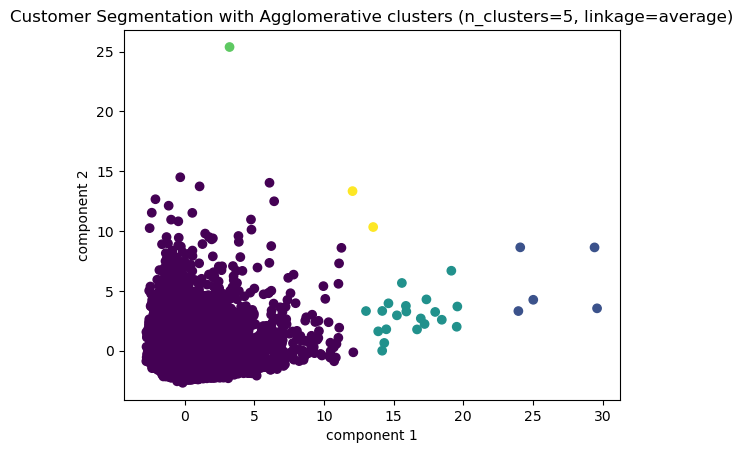 Customer Segmentation with Agglomerative clusters (n_clusters=5, linkage=average)
25
20
15
10
5
0
component 2
0 5 10 15 20 25 30
component 1